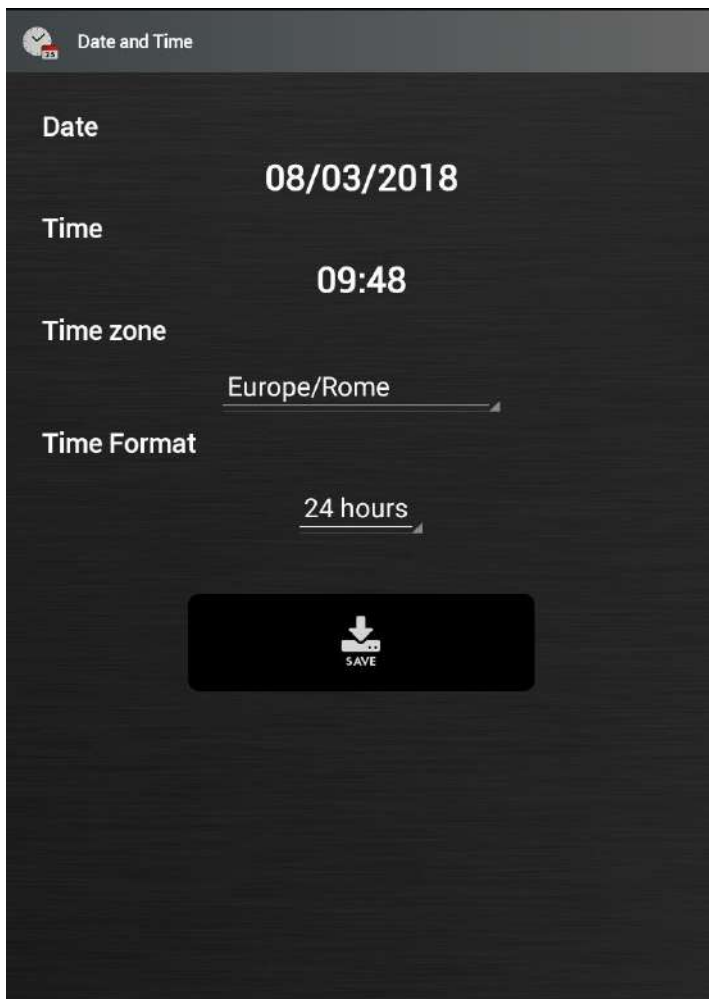 Date and Time
Date
08/03/2018
Time
09:48
Time zone
Europe/Rome
Time Format
24 hours
SAVE